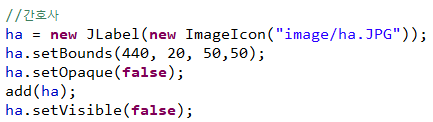 //간호사
ha = new JLabel(new ImageIcon("image/ha.JPG"));
ha.setBounds(440, 20, 50,50);
ha.setOpaque(false);
add(ha);
ha.setVisible(false);